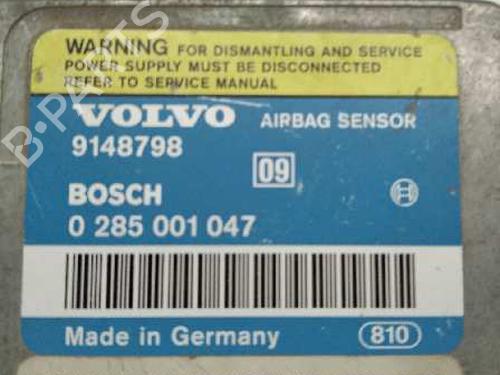 WARNING FOR DISMANTLING AND SERVICE
POWER SUPPLY MUST BE DISCONNECTED
REFER TO SERVICE MANUAL
VOLVO AIRBAG SENSOR
9148798
09
BOSCH
0 285 001 047
Made in Germany 810
B-PARTS